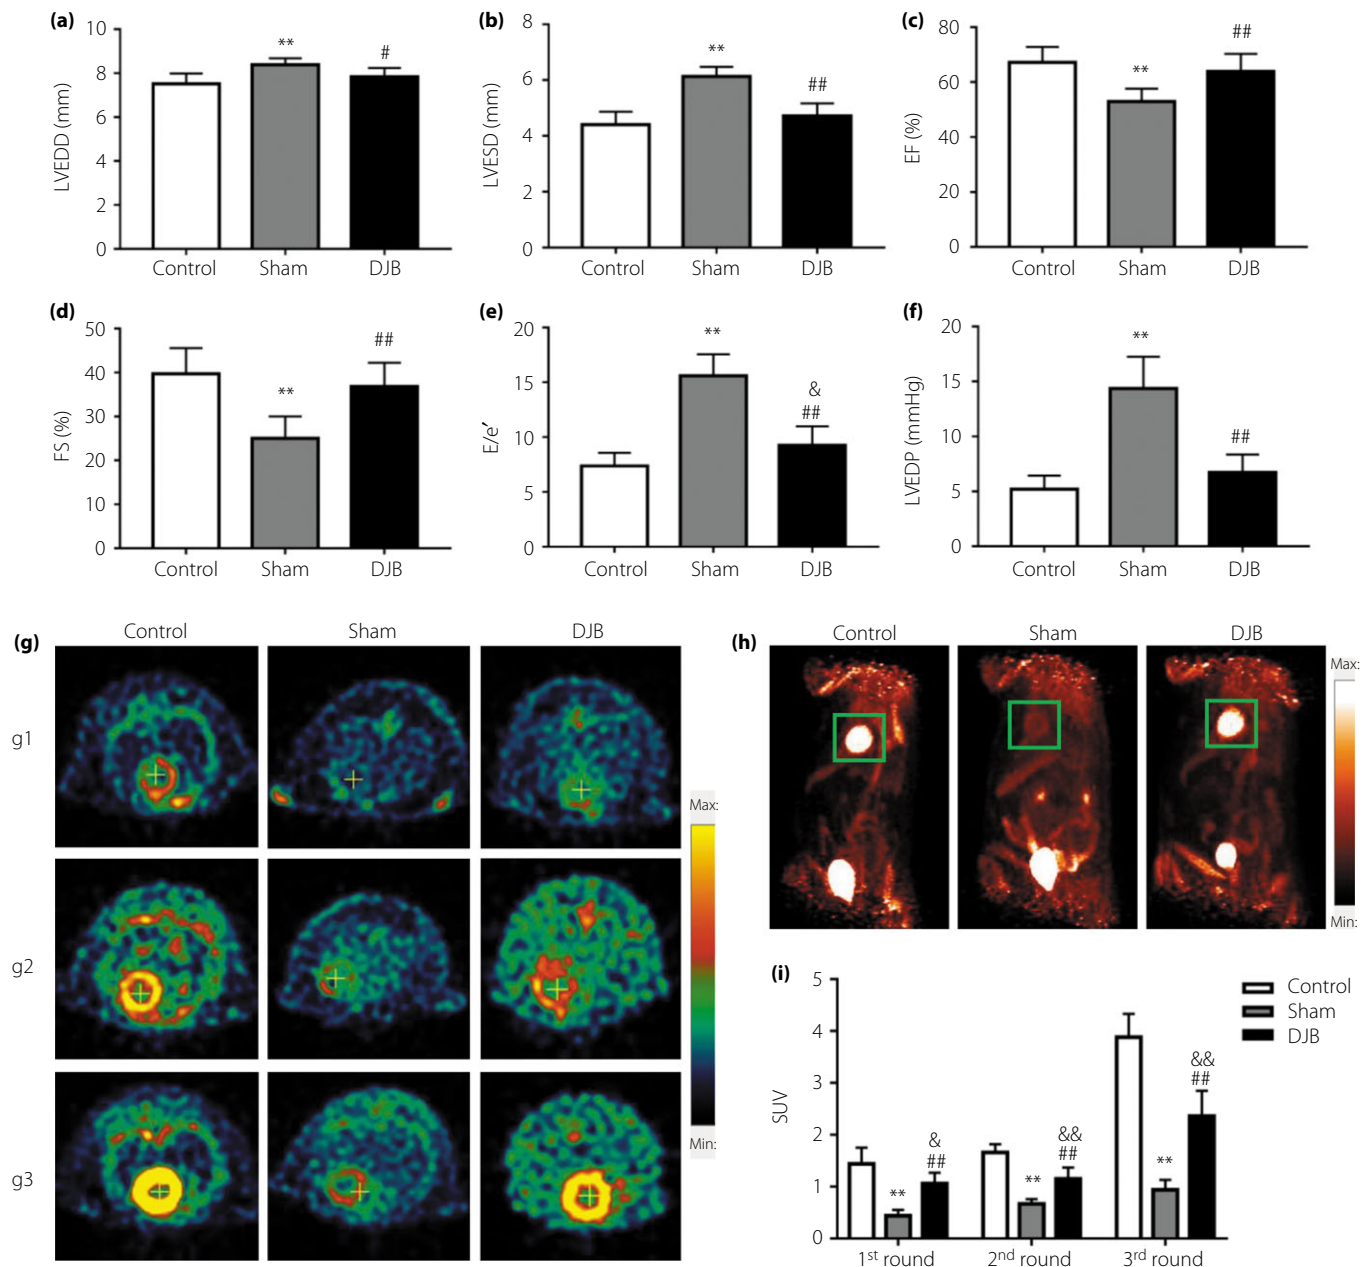 (a)
10
8
6
4
2
0
LVEDD (mm)
**
#
Control Sham DJB
(b)
8
6
4
2
0
LVESD (mm)
**
##
Control Sham DJB
(c)
80
60
40
20
0
EF (%)
**
##
Control Sham DJB
(d)
50
40
30
20
10
0
FS (%)
**
##
Control Sham DJB
(e)
20
15
10
5
0
E/e′
**
&
##
Control Sham DJB
(f)
20
15
10
5
0
LVEDP (mmHg)
**
##
Control Sham DJB
(g)
Control Sham DJB
g1
g2
g3
Max:
Min:
(h)
Control Sham DJB
Max:
Min:
(i)
5
4
3
2
1
0
SUV
**
&
##
**
&&
##
**
&&
##
1st round 2nd round 3rd round
Control
Sham
DJB